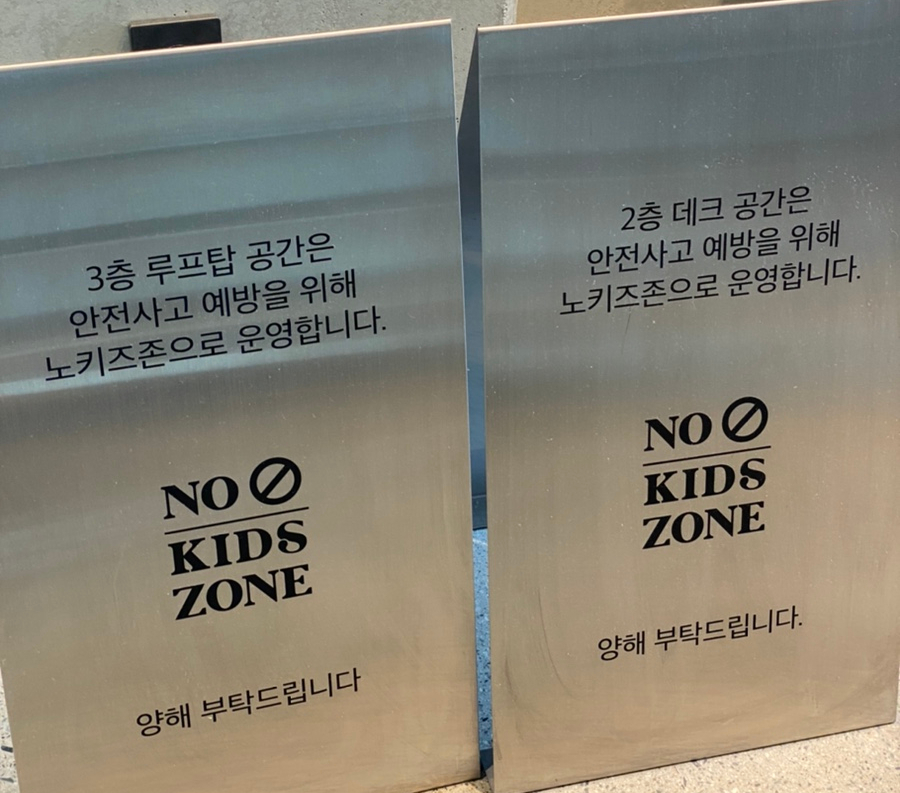 3층 루프탑 공간은
안전사고 예방을 위해
노키즈존으로 운영합니다.
NO
KIDS
ZONE
양해 부탁드립니다
2층 데크 공간은
안전사고 예방을 위해
노키즈존으로 운영합니다.
NO
KIDS
ZONE
양해 부탁드립니다.